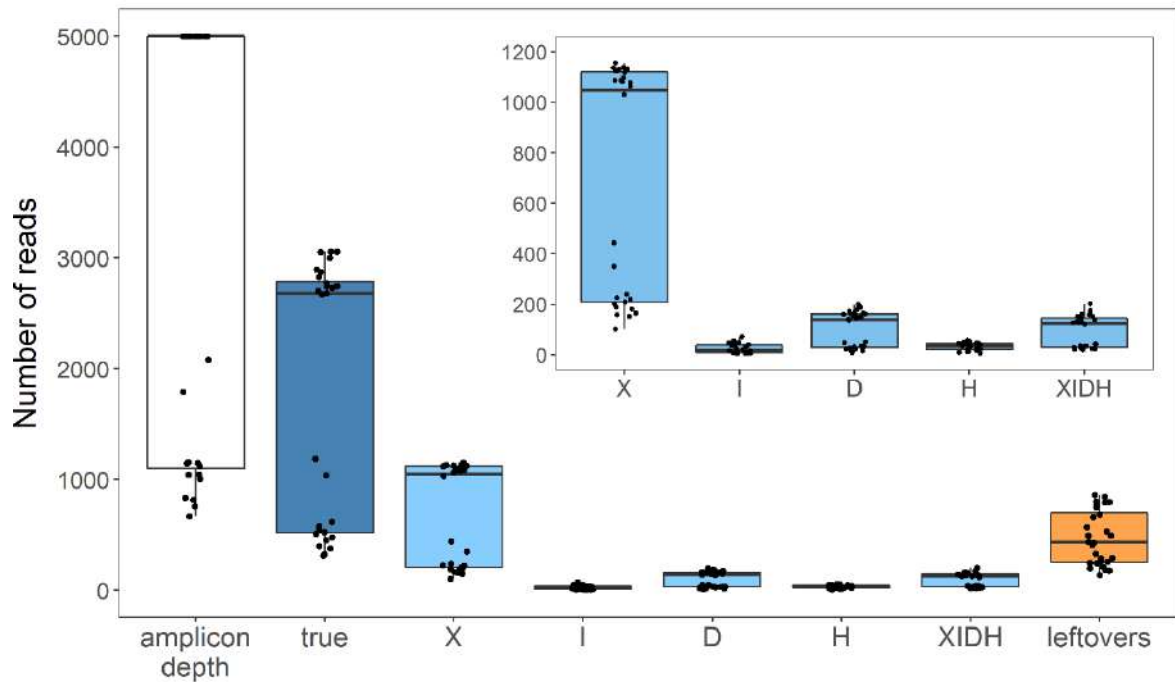 Number of reads
5000
4000
3000
2000
1000
0
amplicon depth
true
X
I
D
H
XIDH
leftovers
1200
1000
800
600
400
200
0
X
I
D
H
XIDH